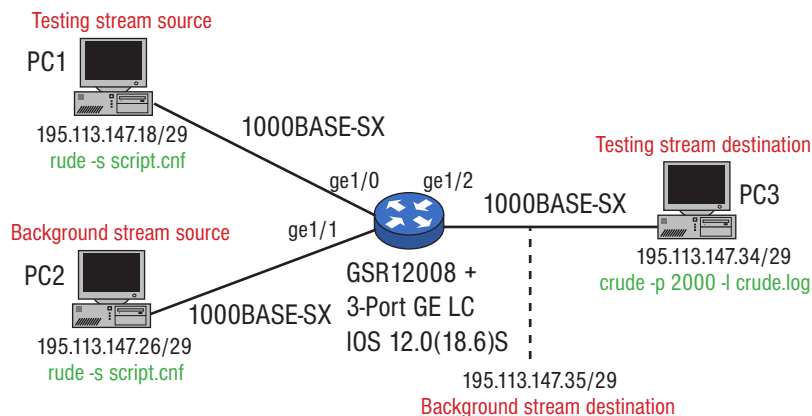 Testing stream source
PC1
195.113.147.18/29
rude -s script.cnf
1000BASE-SX
ge1/0
ge1/2
Testing stream destination
PC3
1000BASE-SX
195.113.147.34/29
crude -p 2000 -l crude.log
Background stream source
PC2
ge1/1
1000BASE-SX
195.113.147.26/29
rude -s script.cnf
GSR12008 +
3-Port GE LC
IOS 12.0(18.6)S
195.113.147.35/29
Background stream destination